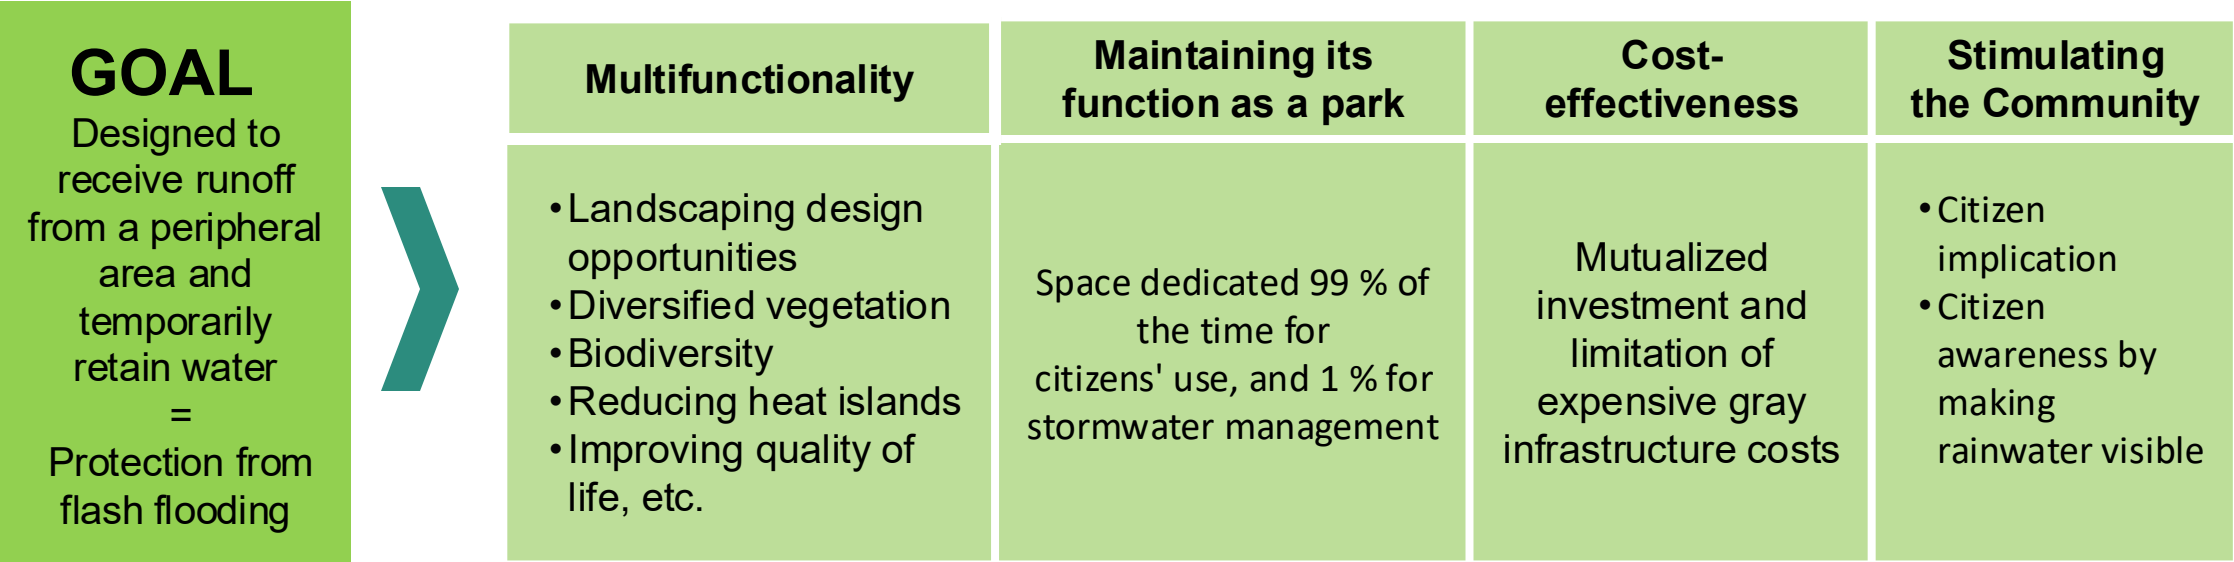 GOAL
Designed to
receive runoff
from a peripheral
area and
temporarily
retain water
=
Protection from
flash flooding
Multifunctionality
•Landscaping design
opportunities
•Diversified vegetation
•Biodiversity
•Reducing heat islands
•Improving quality of
life, etc.
Maintaining its
function as a park
Space dedicated 99 % of
the time for
citizens' use, and 1 % for
stormwater management
Cost-
effectiveness
Mutualized
investment and
limitation of
expensive gray
infrastructure costs
Stimulating
the Community
•Citizen
implication
•Citizen
awareness by
making
rainwater visible